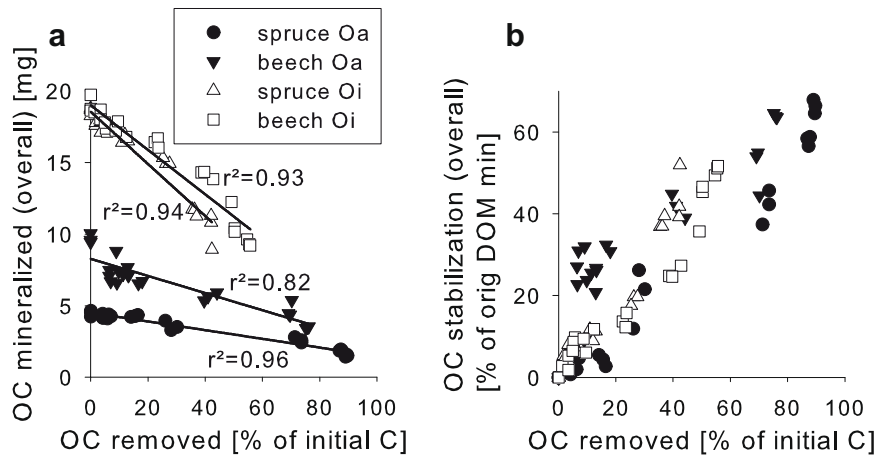 a
spruce Oa
beech Oa
spruce Oi
beech Oi
OC mineralized (overall) [mg]
20
15
10
5
0
r²=0.93
r²=0.94
r²=0.82
r²=0.96
0 20 40 60 80 100
OC removed [% of initial C]
b
OC stabilization (overall)
[% of orig DOM min]
60
40
20
0
0 20 40 60 80 100
OC removed [% of initial C]